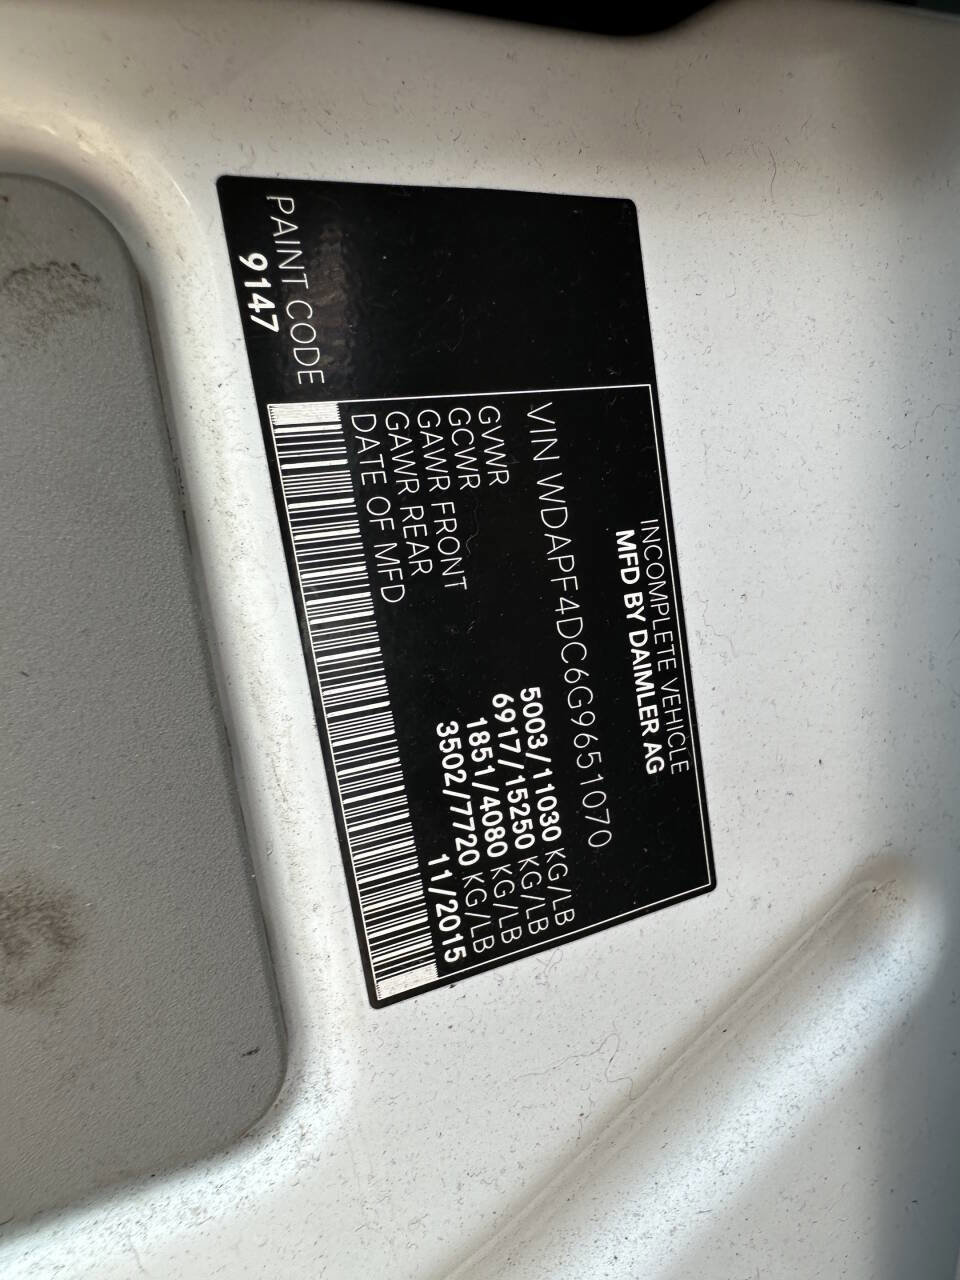 INCOMPLETE VEHICLE
MFD BY DAIMLER AG
VIN WDAPF4DC6G9651070
GVWR 5003/11030 KG/LB
GCWR 6917/15250 KG/LB
GAWR FRONT 1851/4080 KG/LB
GAWR REAR 3502/7720 KG/LB
DATE OF MFD 11/2015
PAINT CODE
9147